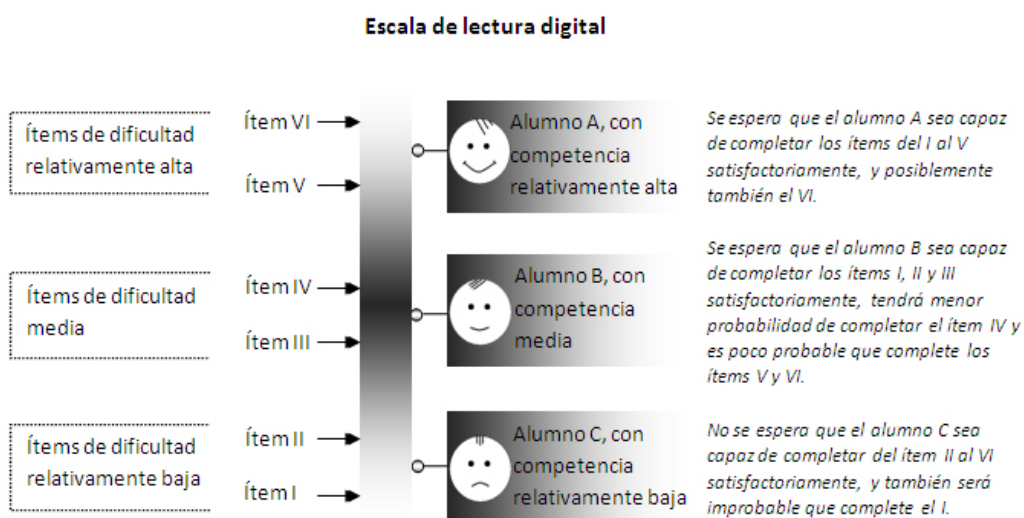 Escala de lectura digital
Ítems de dificultad
relativamente alta
Ítem VI
Ítem V
Alumno A, con
competencia
relativamente alta
Se espera que el alumno A sea capaz
de completar los ítems del I al V
satisfactoriamente, y posiblemente
también el VI.
Ítems de dificultad
media
Ítem IV
Ítem III
Alumno B, con
competencia
media
Se espera que el alumno B sea capaz
de completar los ítems I, II y III
satisfactoriamente, tendrá menor
probabilidad de completar el ítem IV y
es poco probable que complete los
ítems V y VI.
Ítems de dificultad
relativamente baja
Ítem II
Ítem I
Alumno C, con
competencia
relativamente baja
No se espera que el alumno C sea
capaz de completar del ítem II al VI
satisfactoriamente, y también será
improbable que complete el I.